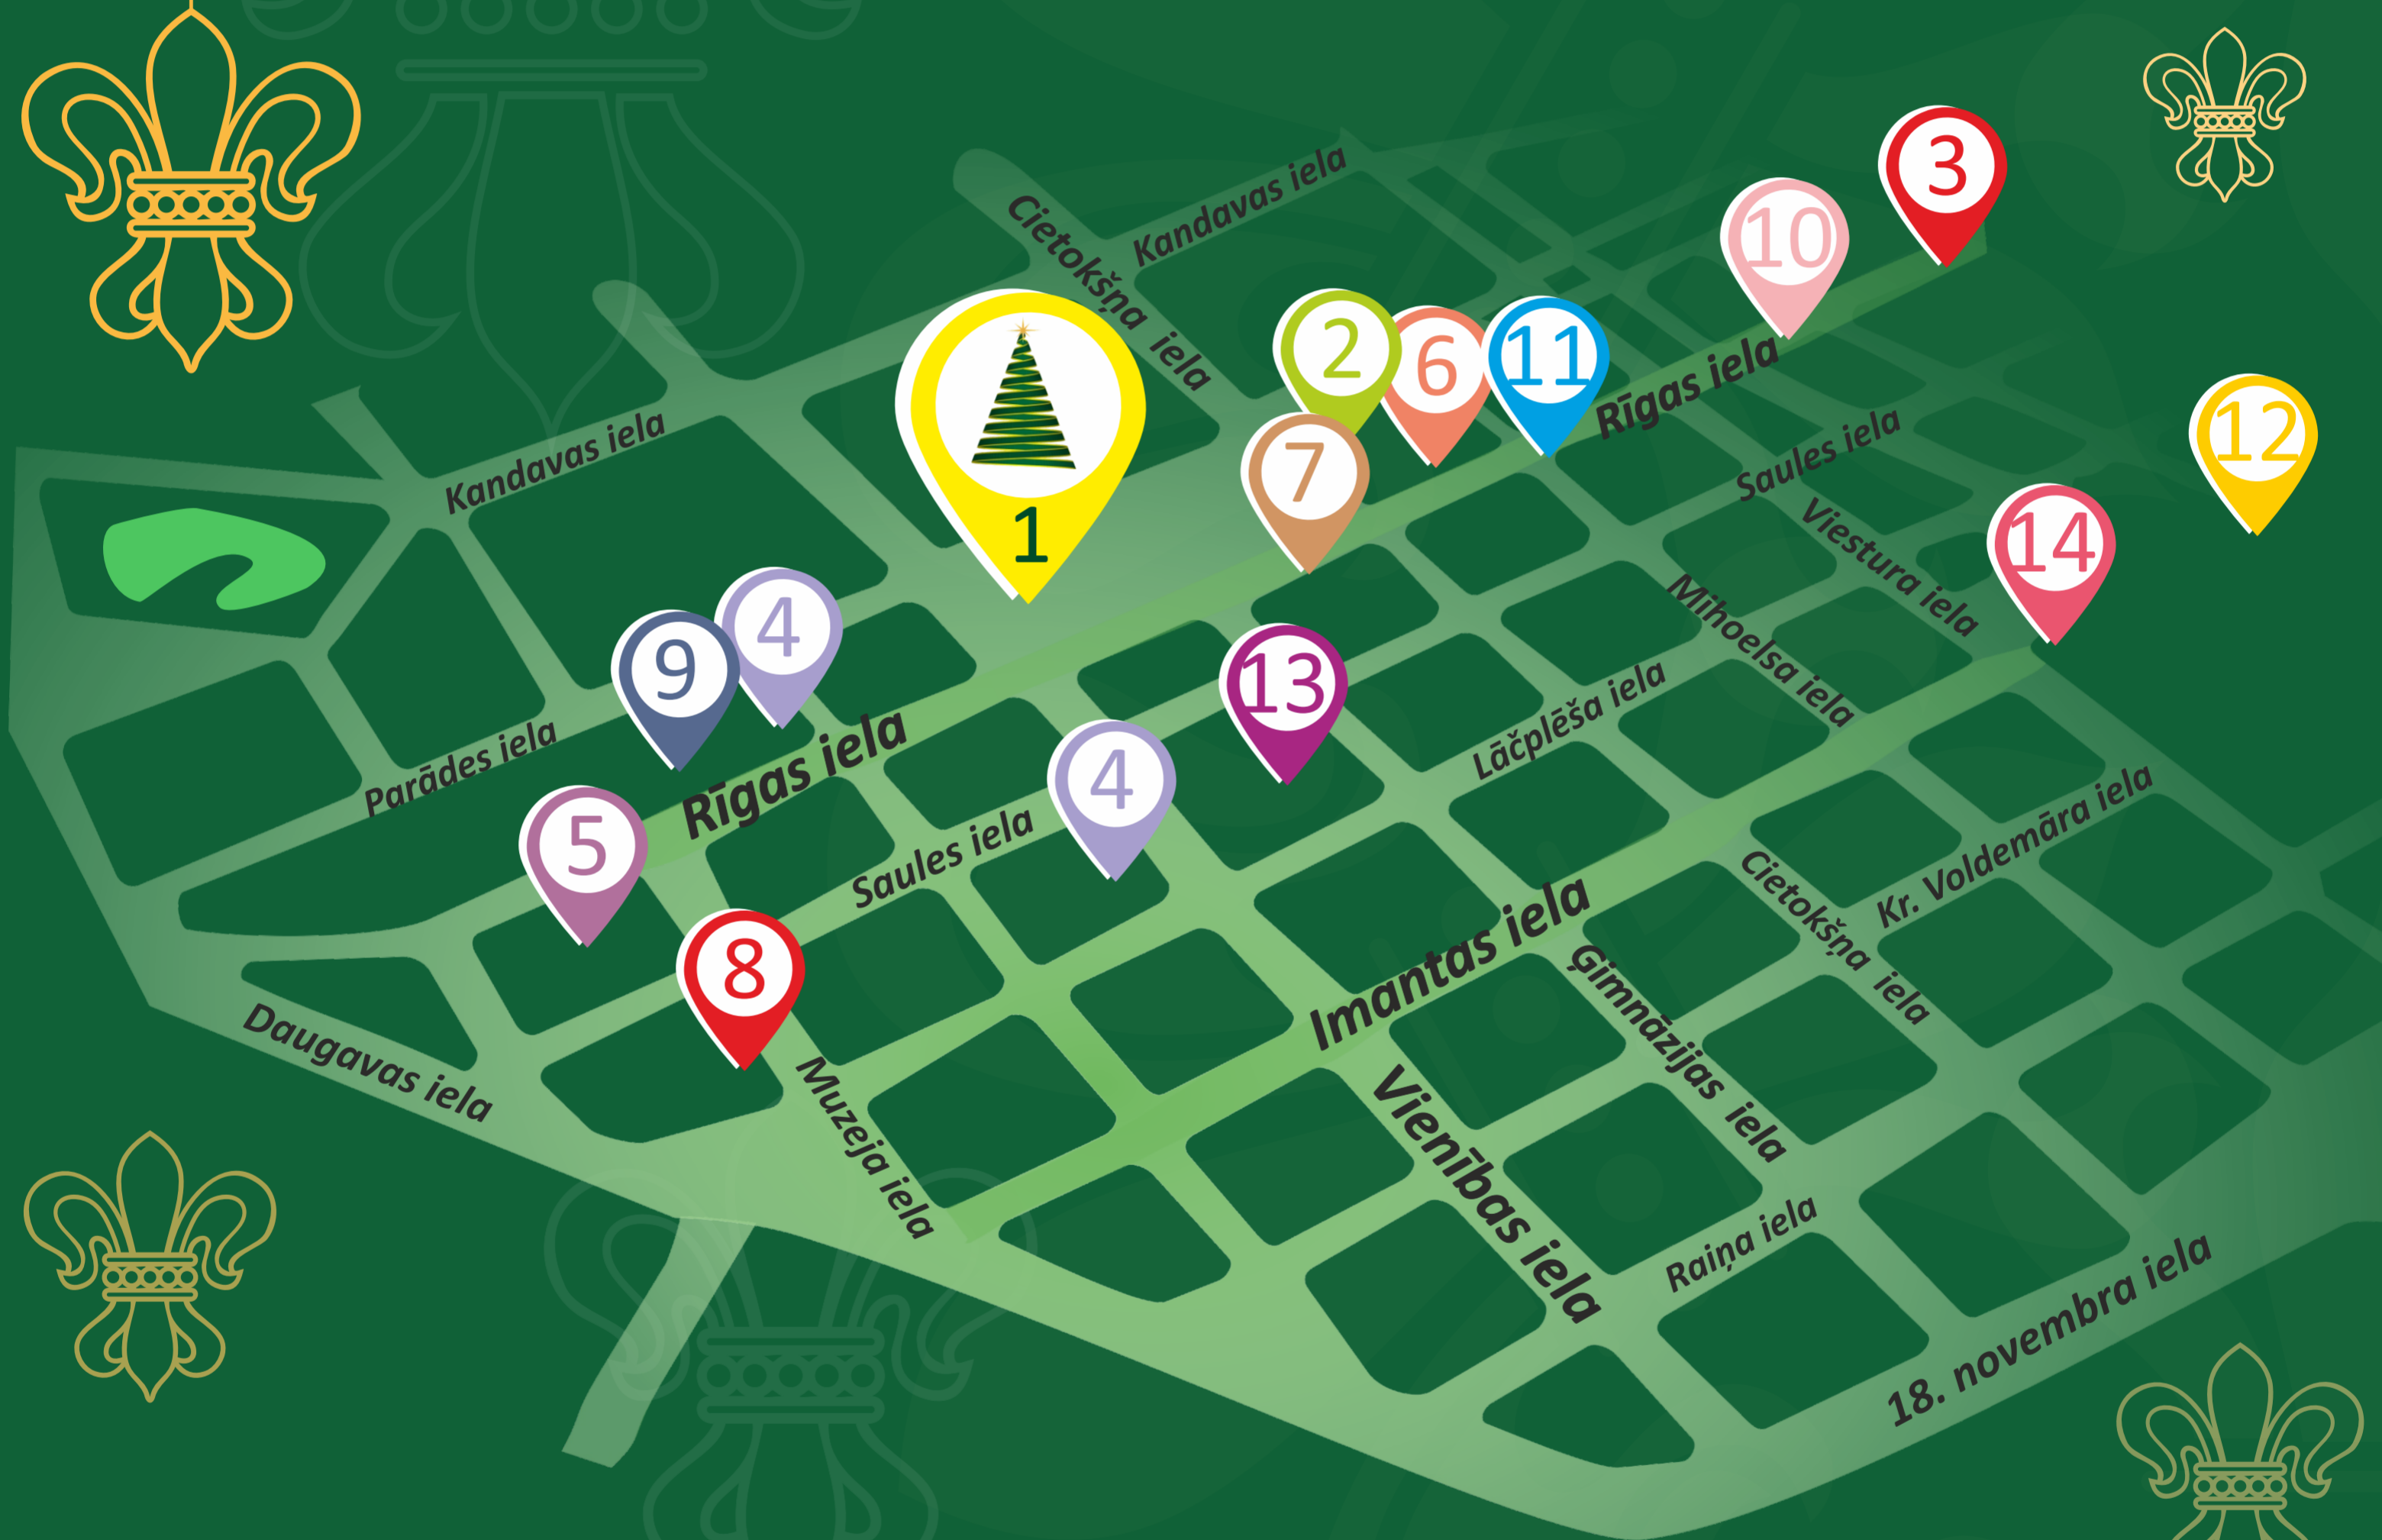 3
Kandavas iela
10
Cietokšņa iela
2
6
11
Rīgas iela
12
Kandavas iela
7
Saules iela
1
14
Viestura iela
4
9
13
Mihoelsa iela
Lāčplēša iela
Parādes iela
Rīgas iela
4
5
Saules iela
Kr. Voldemāra iela
8
Imantas iela
Cietokšņa iela
Daugavas iela
Muzeja iela
Ģimnāzijas iela
Vienības iela
Raiņa iela
18. novembra iela